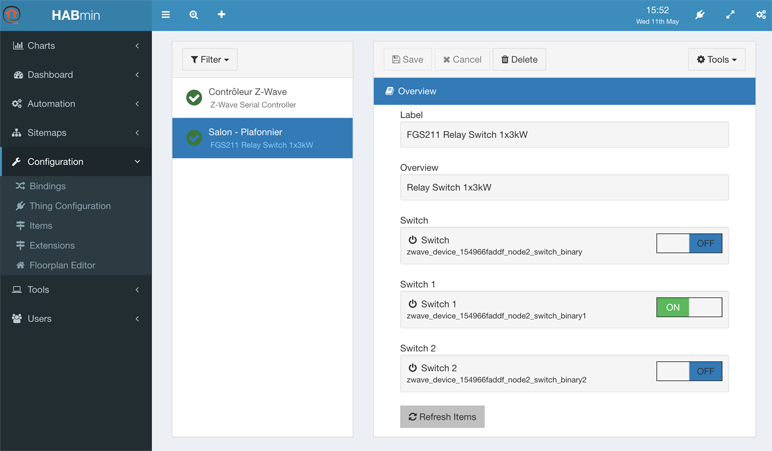 HABmin
15:52
Wed 11th May
Charts
Dashboard
Automation
Sitemaps
Configuration
Bindings
Thing Configuration
Items
Extensions
Floorplan Editor
Tools
Users
Filter
Contrôleur Z-Wave
Z-Wave Serial Controller
Salon - Plafonnier
FGS211 Relay Switch 1x3kW
Save
Cancel
Delete
Tools
Overview
Label
FGS211 Relay Switch 1x3kW
Overview
Relay Switch 1x3kW
Switch
Switch
OFF
zwave_device_154966faddf_node2_switch_binary
Switch 1
Switch 1
ON
zwave_device_154966faddf_node2_switch_binary1
Switch 2
Switch 2
OFF
zwave_device_154966faddf_node2_switch_binary2
Refresh Items